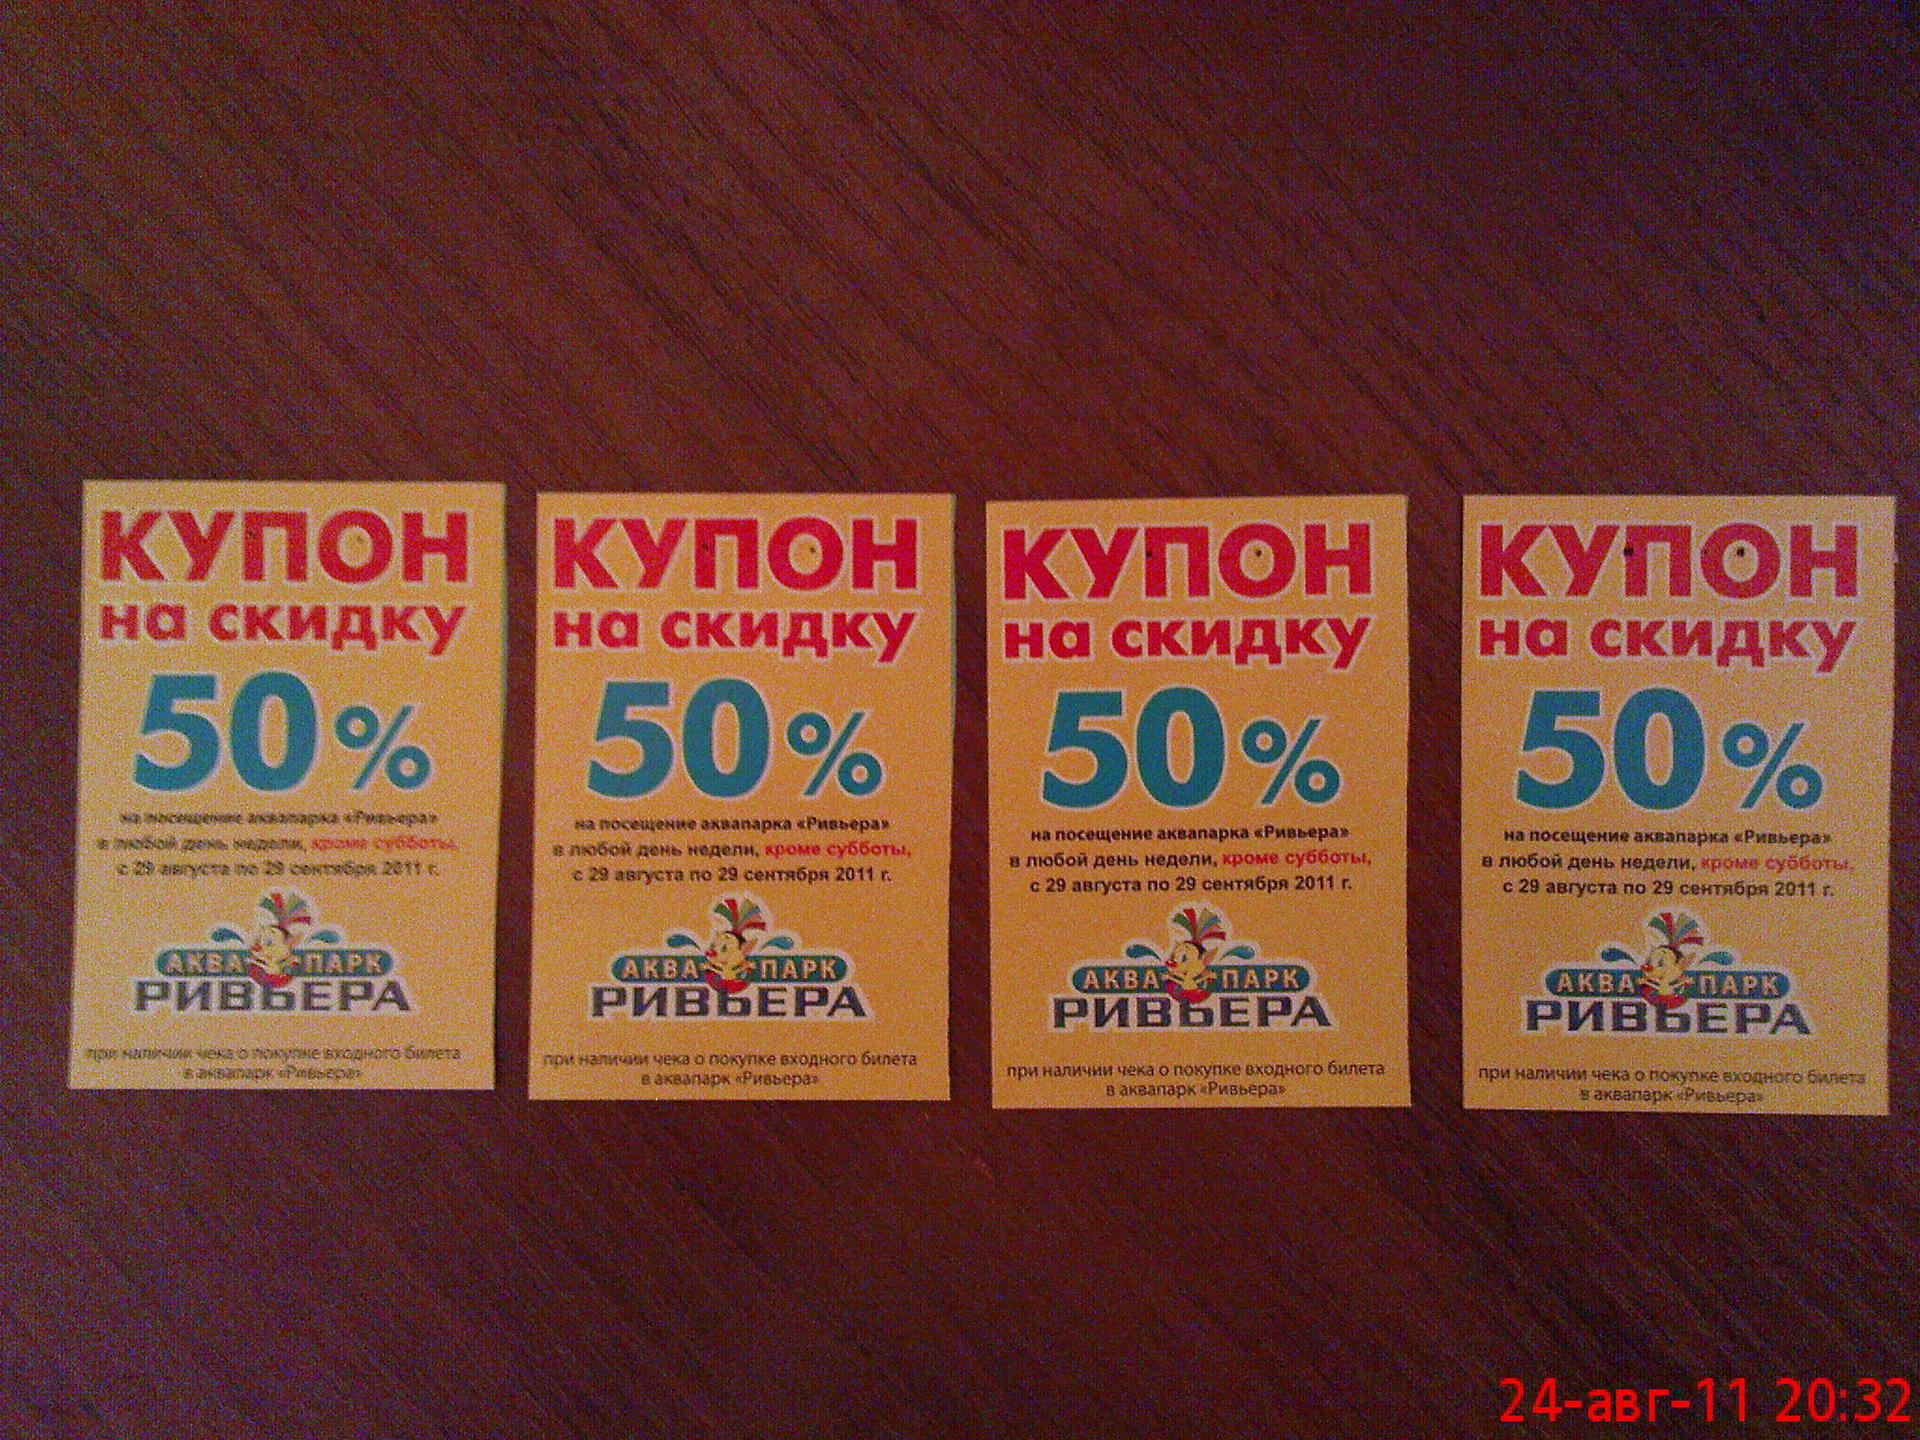 КУПОН
на скидку
50%
на посещение аквапарка «Ривьера»
в любой день недели, кроме субботы,
с 29 августа по 29 сентября 2011 г.
АКВА ПАРК
РИВЬЕРА
при наличии чека о покупке входного билета
в аквапарк «Ривьера»
КУПОН
на скидку
50%
на посещение аквапарка «Ривьера»
в любой день недели, кроме субботы,
с 29 августа по 29 сентября 2011 г.
АКВА ПАРК
РИВЬЕРА
при наличии чека о покупке входного билета
в аквапарк «Ривьера»
КУПОН
на скидку
50%
на посещение аквапарка «Ривьера»
в любой день недели, кроме субботы,
с 29 августа по 29 сентября 2011 г.
АКВА ПАРК
РИВЬЕРА
при наличии чека о покупке входного билета
в аквапарк «Ривьера»
КУПОН
на скидку
50%
на посещение аквапарка «Ривьера»
в любой день недели, кроме субботы,
с 29 августа по 29 сентября 2011 г.
АКВА ПАРК
РИВЬЕРА
при наличии чека о покупке входного билета
в аквапарк «Ривьера»
24-авг-11 20:32